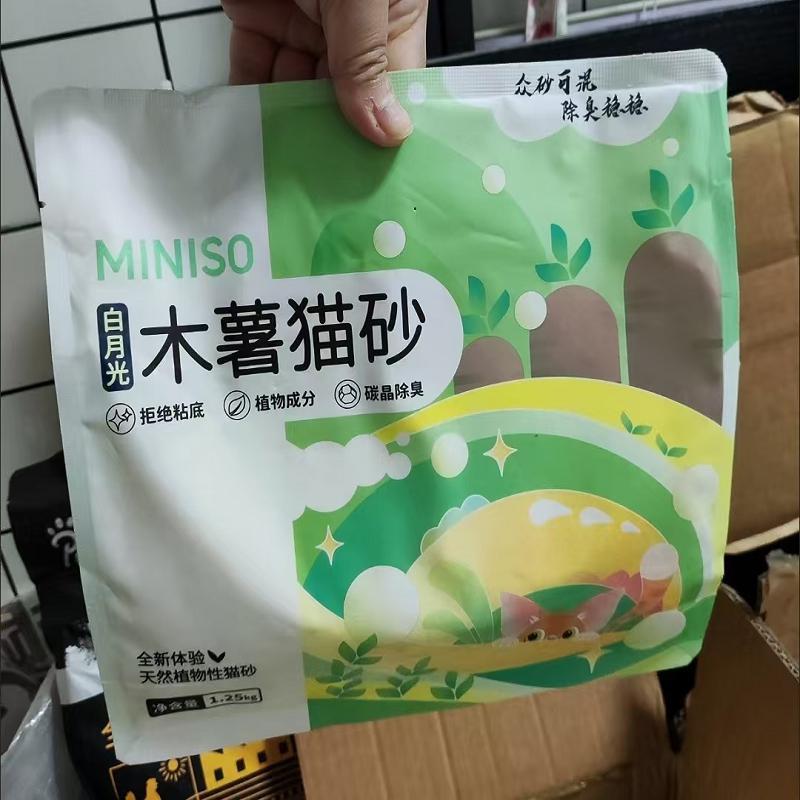 众砂可混
除臭稳稳
MINISO
白月光
木薯猫砂
拒绝粘底 植物成分 碳晶除臭
全新体验
天然植物性猫砂
净含量 1.25kg